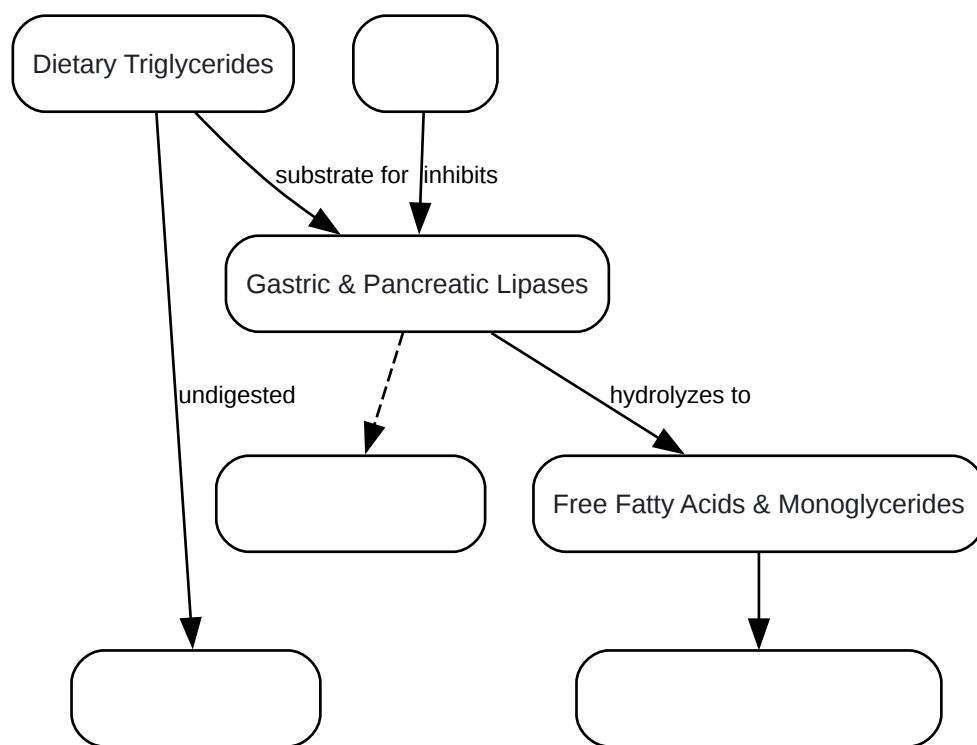 Dietary Triglycerides
substrate for
inhibits
Gastric & Pancreatic Lipases
undigested
hydrolyzes to
Free Fatty Acids & Monoglycerides